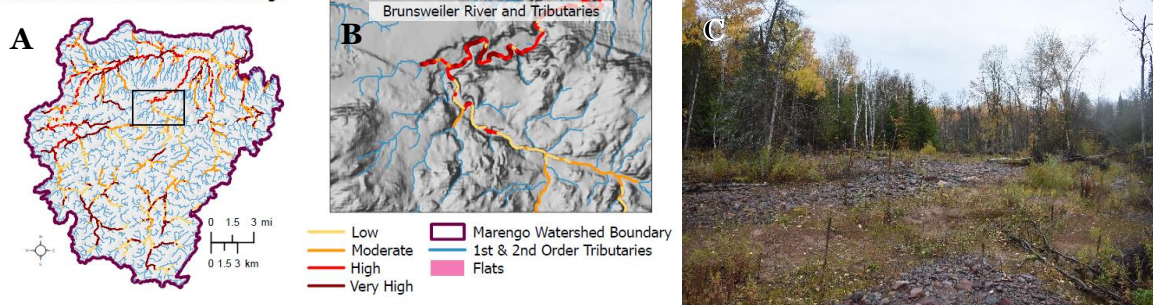 A
0 1.5 3 mi
0 1.5 3 km
B
Brunsweiler River and Tributaries
Low
Moderate
High
Very High
Marengo Watershed Boundary
1st & 2nd Order Tributaries
Flats
C